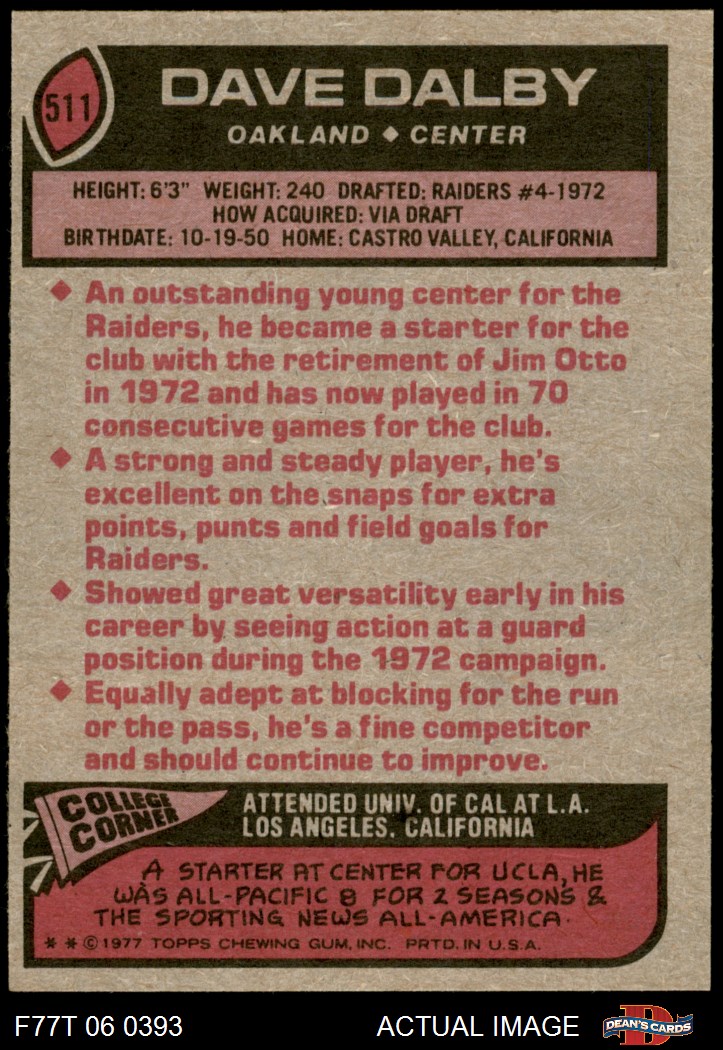 511
DAVE DALBY
OAKLAND ♦ CENTER
HEIGHT: 6'3" WEIGHT: 240 DRAFTED: RAIDERS #4-1972
HOW ACQUIRED: VIA DRAFT
BIRTHDATE: 10-19-50 HOME: CASTRO VALLEY, CALIFORNIA
♦ An outstanding young center for the
Raiders, he became a starter for the
club with the retirement of Jim Otto
in 1972 and has now played in 70
consecutive games for the club.
♦ A strong and steady player, he's
excellent on the snaps for extra
points, punts and field goals for
Raiders.
♦ Showed great versatility early in his
career by seeing action at a guard
position during the 1972 campaign.
♦ Equally adept at blocking for the run
or the pass, he's a fine competitor
and should continue to improve.
COLLEGE
CORNER
ATTENDED UNIV. OF CAL AT L.A.
LOS ANGELES, CALIFORNIA
A STARTER AT CENTER FOR UCLA, HE
WAS ALL-PACIFIC 8 FOR 2 SEASONS &
THE SPORTING NEWS ALL-AMERICA.
* * © 1977 TOPPS CHEWING GUM, INC. PRTD. IN U.S.A.
F77T 06 0393
ACTUAL IMAGE
D
DEAN'S CARDS